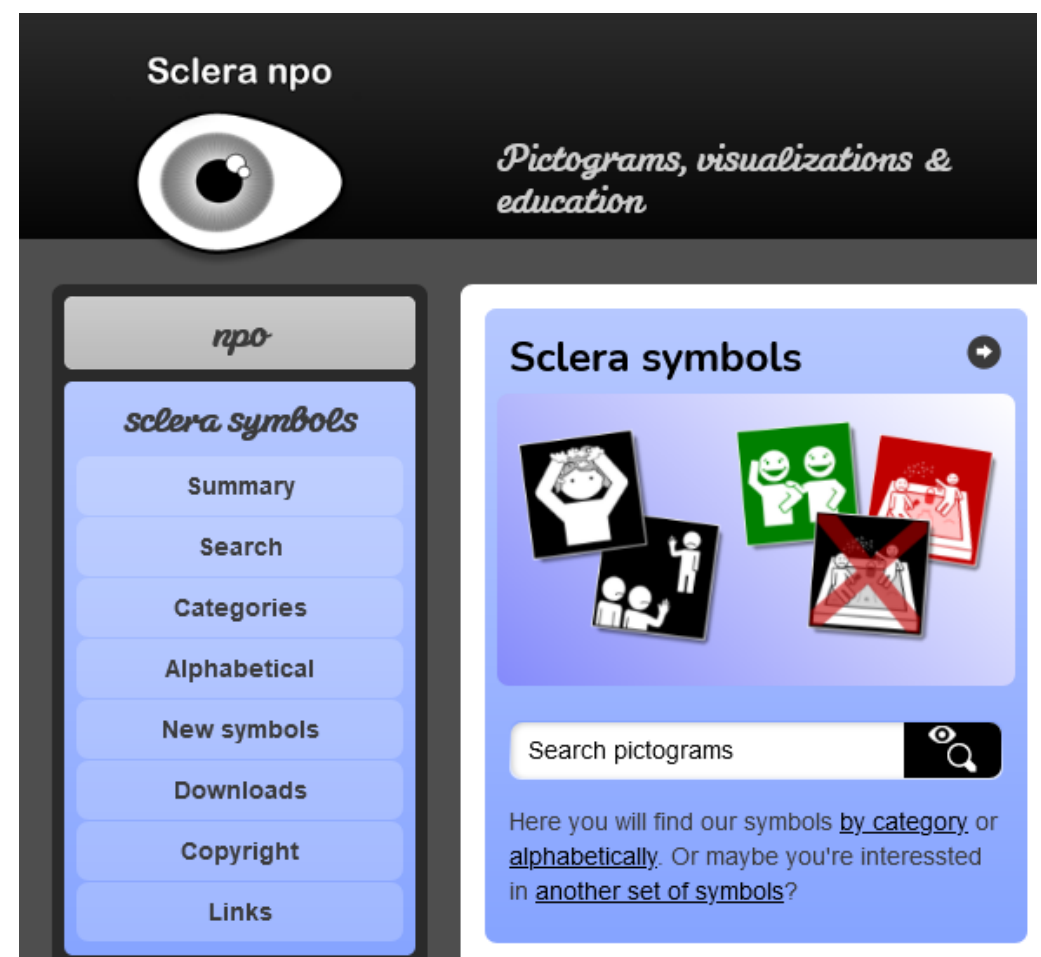 Sclera npo
Pictograms, visualizations &
education
npo
sclera symbols
Summary
Search
Categories
Alphabetical
New symbols
Downloads
Copyright
Links
Sclera symbols
Search pictograms
Here you will find our symbols by category or
alphabetically. Or maybe you're interessted
in another set of symbols?